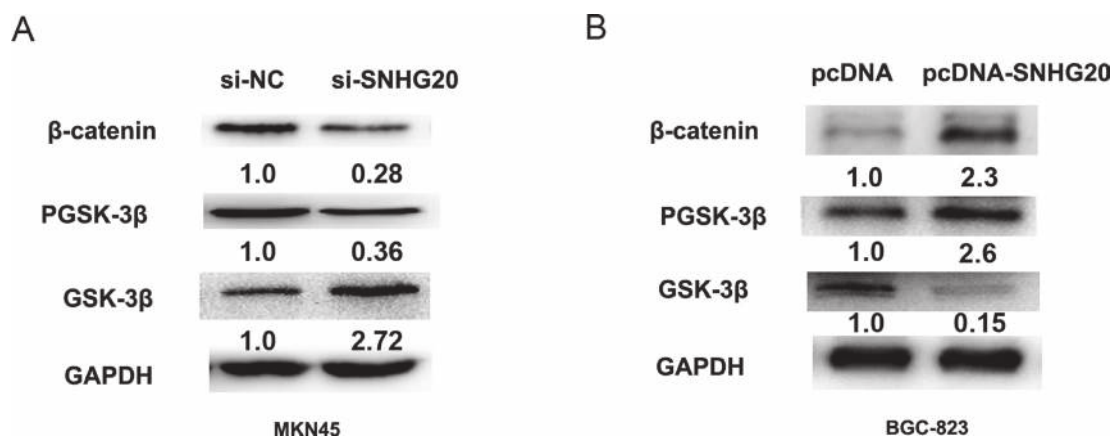 A
si-NC si-SNHG20
β-catenin
1.0 0.28
PGSK-3β
1.0 0.36
GSK-3β
1.0 2.72
GAPDH
MKN45
B
pcDNA pcDNA-SNHG20
β-catenin
1.0 2.3
PGSK-3β
1.0 2.6
GSK-3β
1.0 0.15
GAPDH
BGC-823